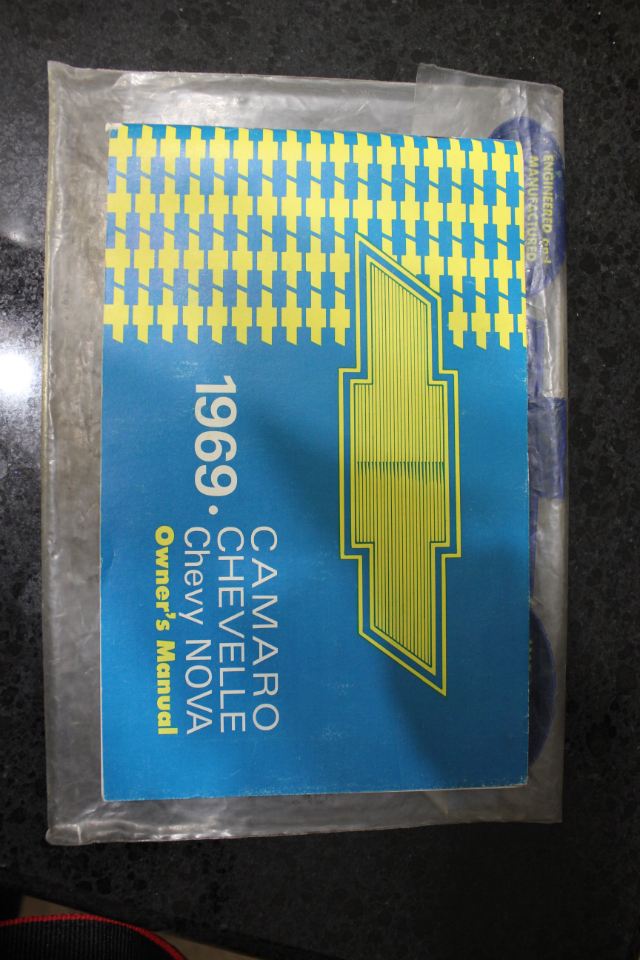 1969 •
CAMARO
CHEVELLE
Chevy NOVA
Owner's Manual
ENGINEERED and
MANUFACTURED